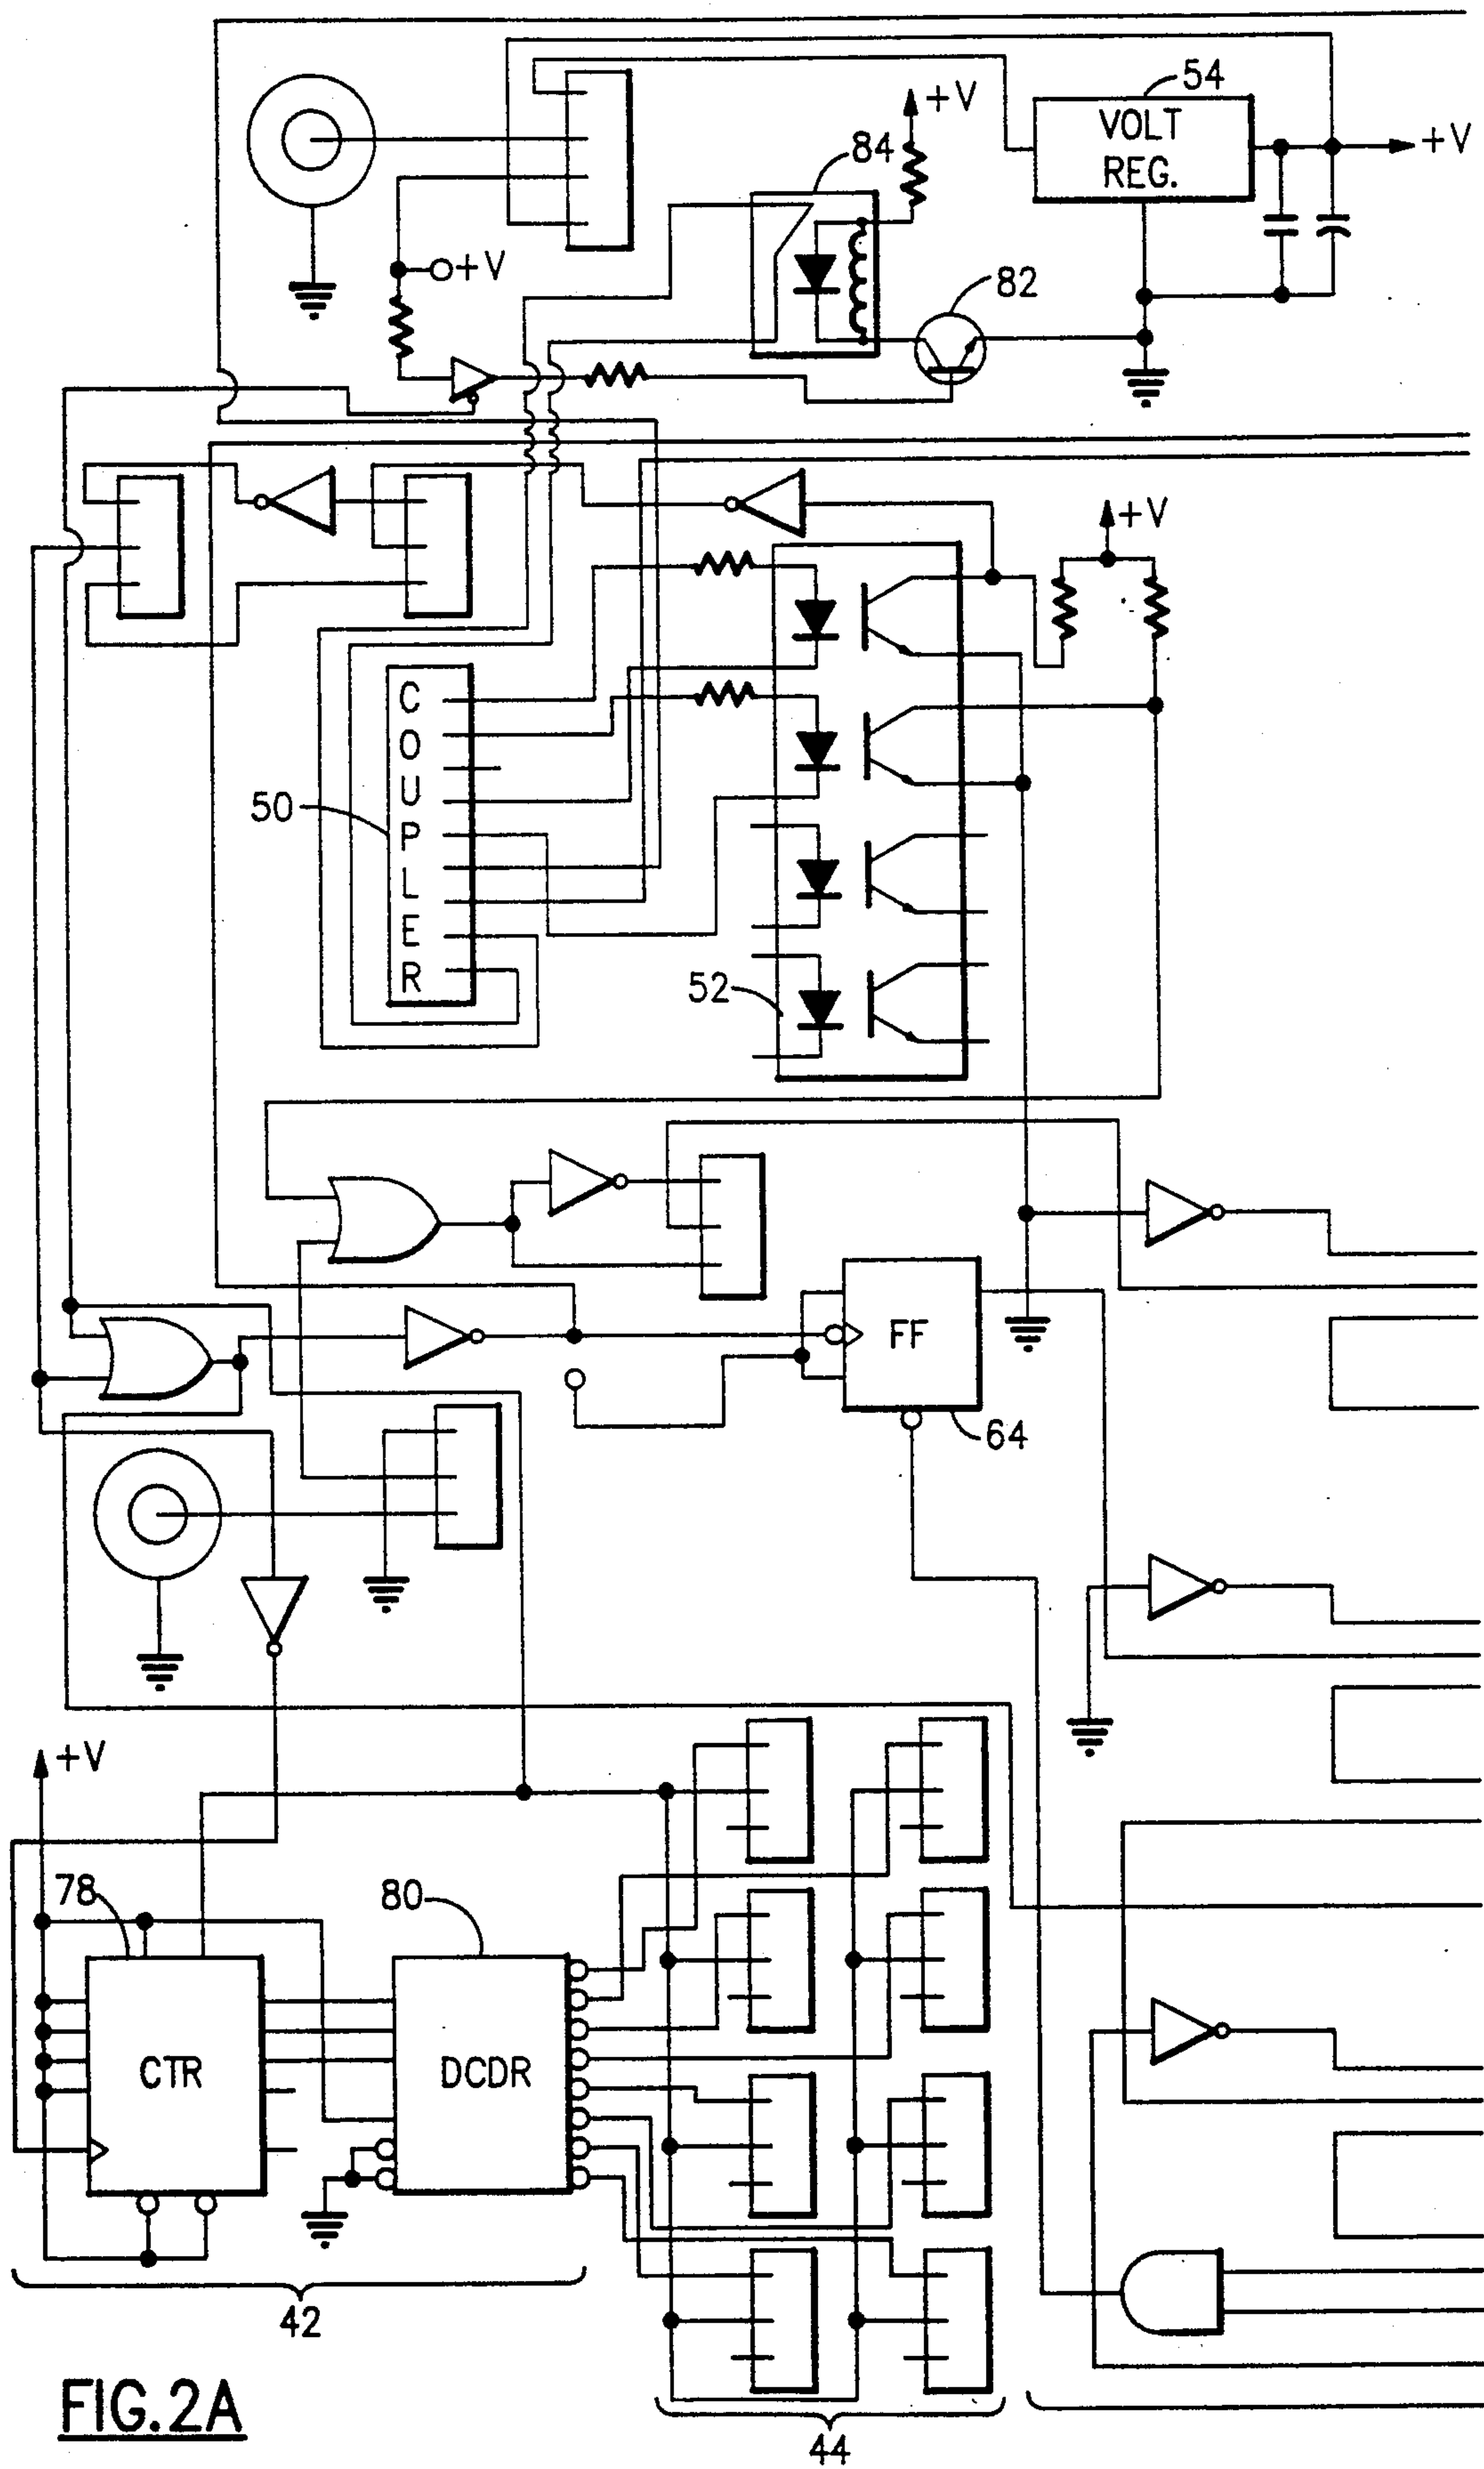 54
+V
VOLT
REG.
+V
84
+V
82
+V
COUPLER
50
52
FF
64
+V
78
80
CTR
DCDR
42
44
FIG.2A